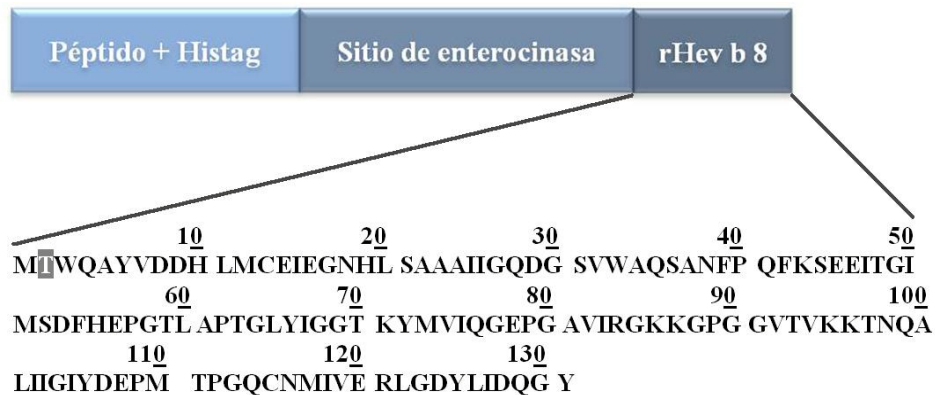 Péptido + Histag Sitio de enterocinasa rHev b 8
10 20 30 40 50
MTWQAYVDDH LMCEIEGNHL SAAAIIGQDG SVWAQSANFP QFKSEEITGI
60 70 80 90 100
MSDFHEPGTL APTGLYIGGT KYMVIQGEPG AVIRGKKGPG GVTVKKTNQA
110 120 130
LIIGIYDEPM TPGQCNMIVE RLGDYLIDQG Y